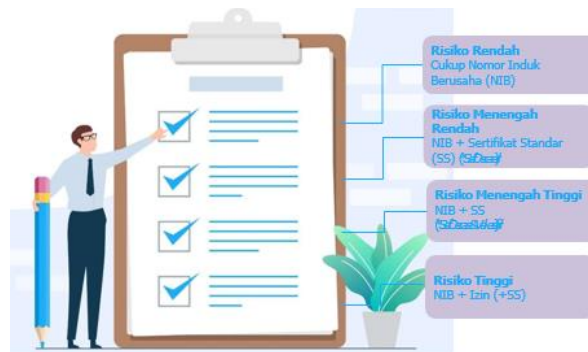 Risiko Rendah
Cukup Nomor Induk
Berusaha (NIB)
Risiko Menengah
Rendah
NIB + Sertifikat Standar
(SS)
Risiko Menengah Tinggi
NIB + SS
Risiko Tinggi
NIB + Izin (+SS)